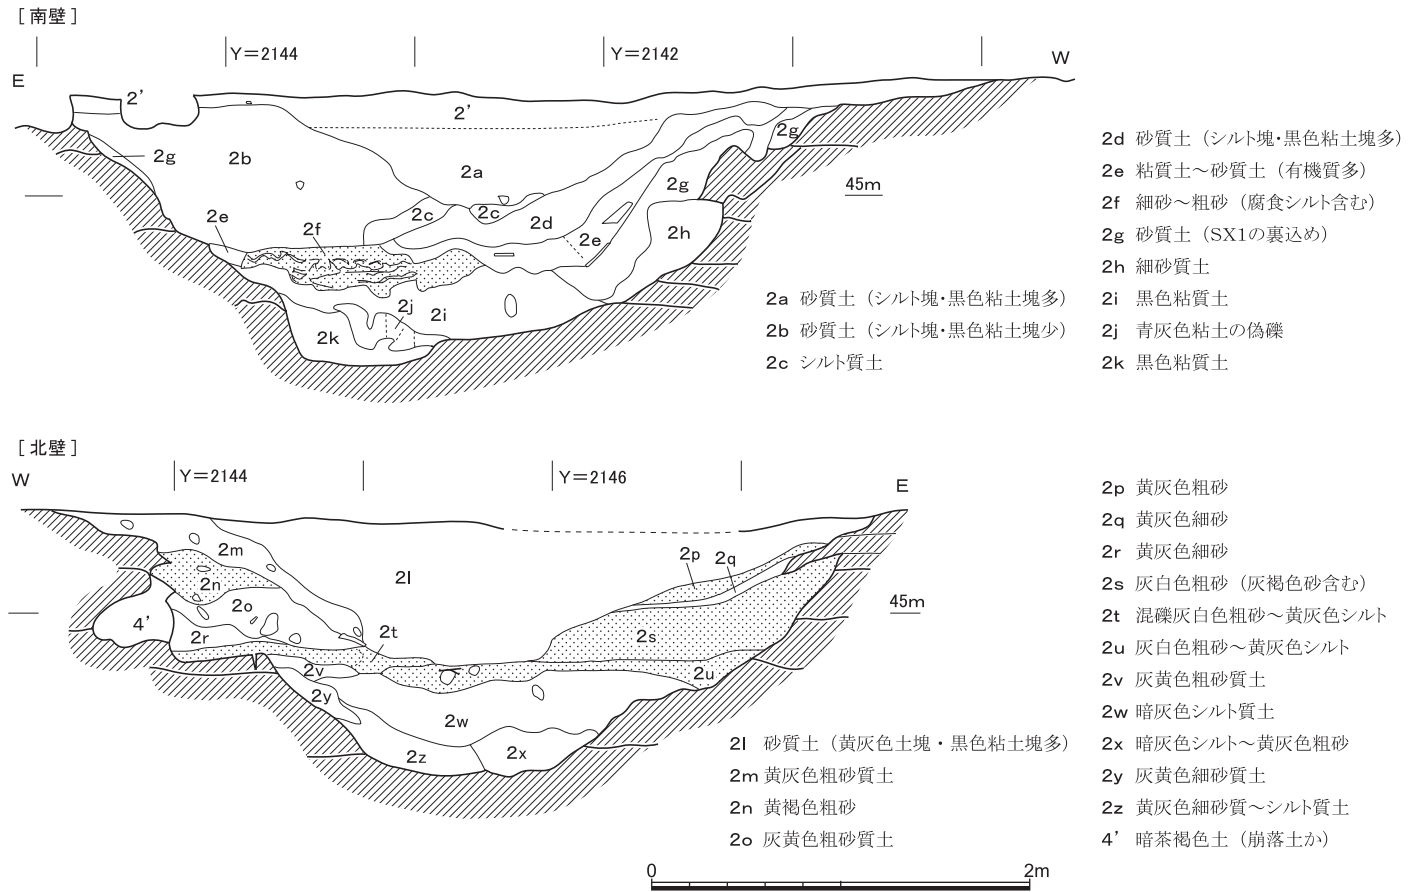 [ 南壁 ]
Y=2144
Y=2142
E
W
2'
2'
2g
2b
2a
2g
2g
2e
2f
2c
2c
2d
2e
2h
45m
2j
2i
2k
2a 砂質土（シルト塊・黒色粘土塊多）
2b 砂質土（シルト塊・黒色粘土塊少）
2c シルト質土
2d 砂質土（シルト塊・黒色粘土塊多）
2e 粘質土～砂質土（有機質多）
2f 細砂～粗砂（腐食シルト含む）
2g 砂質土（SX1の裏込め）
2h 細砂質土
2i 黒色粘質土
2j 青灰色粘土の偽礫
2k 黒色粘質土
[ 北壁 ]
W
Y=2144
Y=2146
E
2m
2n
2l
2p
2q
2o
4'
2r
2t
2s
45m
2v
2u
2y
2w
2z
2x
2l 砂質土（黄灰色土塊・黒色粘土塊多）
2m 黄灰色粗砂質土
2n 黄褐色粗砂
2o 灰黄色粗砂質土
2p 黄灰色粗砂
2q 黄灰色細砂
2r 黄灰色細砂
2s 灰白色粗砂（灰褐色砂含む）
2t 混礫灰白色粗砂～黄灰色シルト
2u 灰白色粗砂～黄灰色シルト
2v 灰黄色粗砂質土
2w 暗灰色シルト質土
2x 暗灰色シルト～黄灰色粗砂
2y 灰黄色細砂質土
2z 黄灰色細砂質～シルト質土
4' 暗茶褐色土（崩落土か）
0
2m